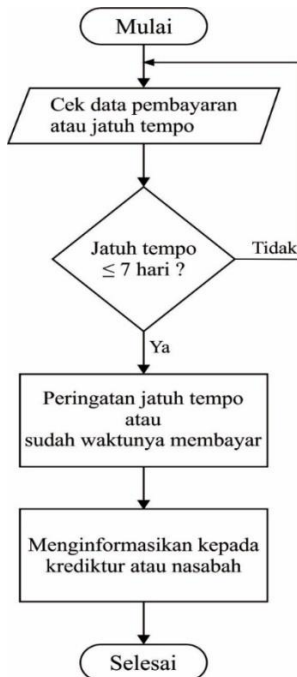 Mulai
Cek data pembayaran
atau jatuh tempo
Jatuh tempo
≤ 7 hari ?
Tidak
Ya
Peringatan jatuh tempo
atau
sudah waktunya membayar
Menginformasikan kepada
krediktur atau nasabah
Selesai